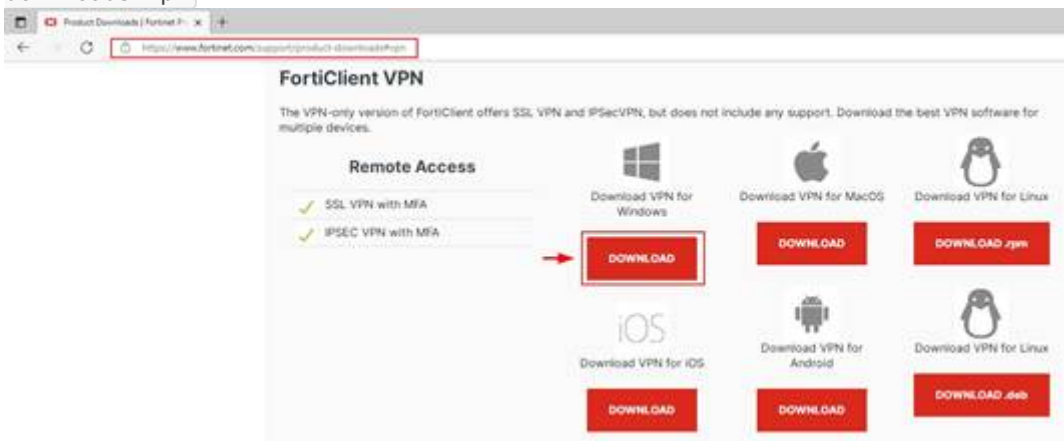 Product Downloads | Fortinet P
https://www.fortinet.com/support/product-downloads#vpn
FortiClient VPN
The VPN-only version of FortiClient offers SSL VPN and IPSecVPN, but does not include any support. Download the best VPN software for
multiple devices.
Remote Access
SSL VPN with MFA
IPSEC VPN with MFA
Download VPN for
Windows
DOWNLOAD
Download VPN for MacOS
DOWNLOAD
Download VPN for Linux
DOWNLOAD .rpm
iOS
Download VPN for iOS
DOWNLOAD
Download VPN for
Android
DOWNLOAD
Download VPN for Linux
DOWNLOAD .deb